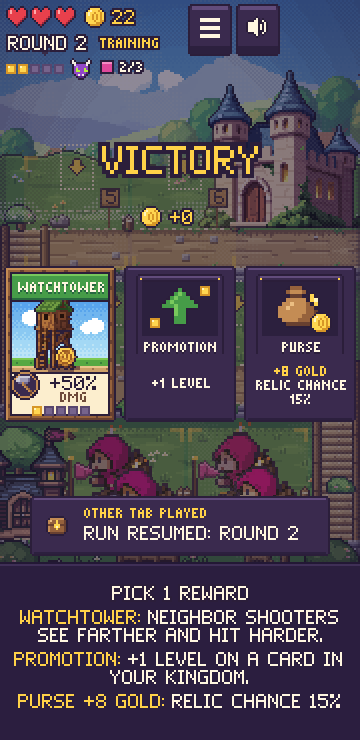 22
ROUND 2 TRAINING
2/3
VICTORY
5 6
+0
WATCHTOWER
+50%
DMG
PROMOTION
+1 LEVEL
PURSE
+8 GOLD
RELIC CHANCE
15%
OTHER TAB PLAYED
RUN RESUMED: ROUND 2
PICK 1 REWARD
WATCHTOWER: NEIGHBOR SHOOTERS
SEE FARTHER AND HIT HARDER.
PROMOTION: +1 LEVEL ON A CARD IN
YOUR KINGDOM.
PURSE +8 GOLD: RELIC CHANCE 15%